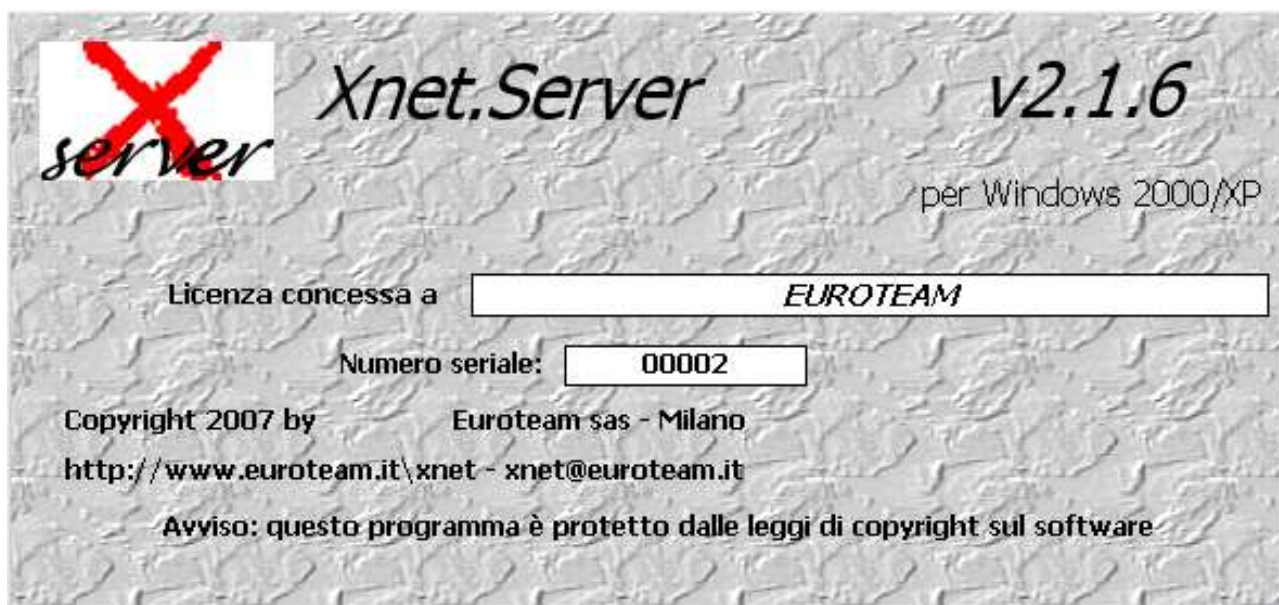 X
server
Xnet.Server v2.1.6
per Windows 2000/XP
Licenza concessa a EUROTEAM
Numero seriale: 00002
Copyright 2007 by Euroteam sas - Milano
http://www.euroteam.it\xnet - xnet@euroteam.it
Avviso: questo programma è protetto dalle leggi di copyright sul software